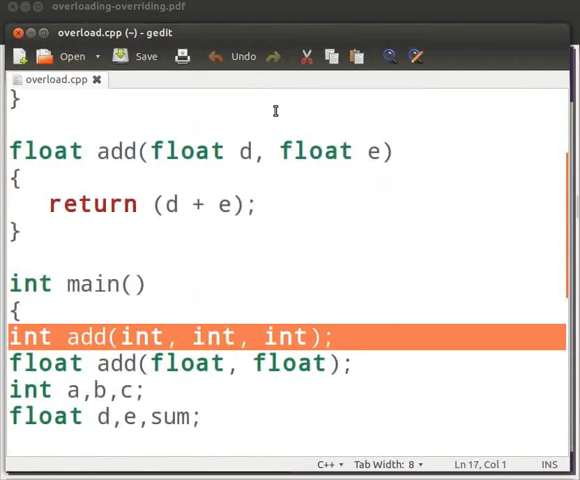 overloading-overriding.pdf
overload.cpp (~) - gedit
Open Save Undo
overload.cpp
}
float add(float d, float e)
{
return (d + e);
}
int main()
{
int add(int, int, int);
float add(float, float);
int a,b,c;
float d,e,sum;
C++ Tab Width: 8 Ln 17, Col 1 INS